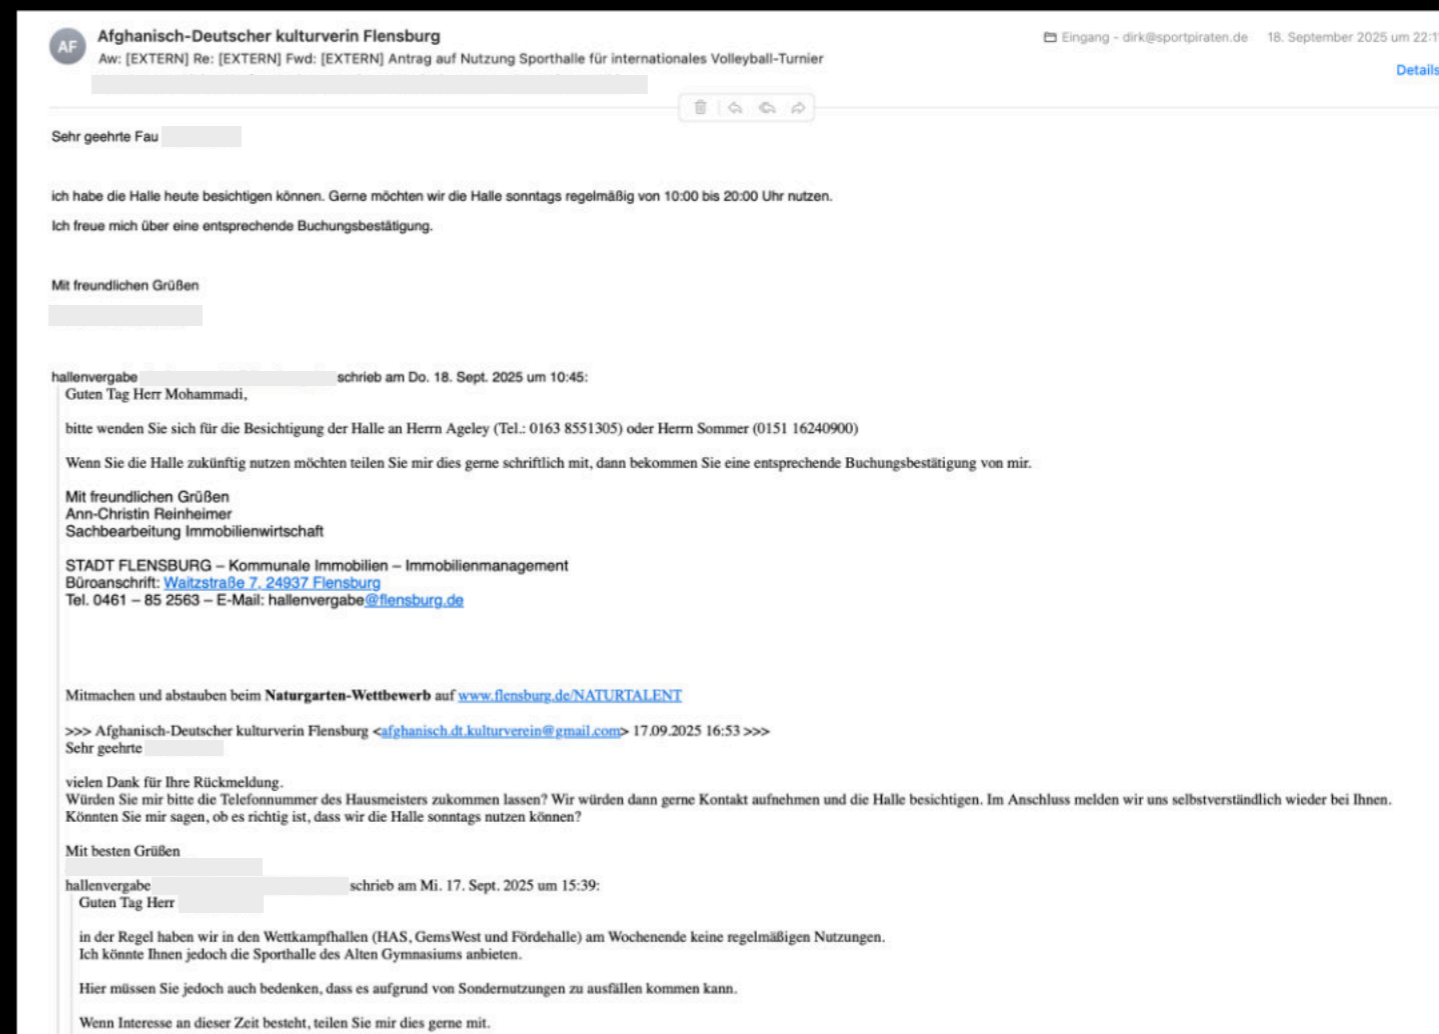 AF
Afghanisch-Deutscher kulturverin Flensburg
Eingang - dirk@sportpiraten.de 18. September 2025 um 22:1
Aw: [EXTERN] Re: [EXTERN] Fwd: [EXTERN] Antrag auf Nutzung Sporthalle für internationales Volleyball-Turnier
Details
Sehr geehrte Fau
ich habe die Halle heute besichtigen können. Gerne möchten wir die Halle sonntags regelmäßig von 10:00 bis 20:00 Uhr nutzen.
Ich freue mich über eine entsprechende Buchungsbestätigung.
Mit freundlichen Grüßen
hallenvergabe schrieb am Do. 18. Sept. 2025 um 10:45:
Guten Tag Herr Mohammadi,
bitte wenden Sie sich für die Besichtigung der Halle an Herrn Ageley (Tel.: 0163 8551305) oder Herrn Sommer (0151 16240900)
Wenn Sie die Halle zukünftig nutzen möchten teilen Sie mir dies gerne schriftlich mit, dann bekommen Sie eine entsprechende Buchungsbestätigung von mir.
Mit freundlichen Grüßen
Ann-Christin Reinheimer
Sachbearbeitung Immobilienwirtschaft
STADT FLENSBURG – Kommunale Immobilien – Immobilienmanagement
Büroanschrift: Waitzstraße 7, 24937 Flensburg
Tel. 0461 – 85 2563 – E-Mail: hallenvergabe@flensburg.de
Mitmachen und abstauben beim Naturgarten-Wettbewerb auf www.flensburg.de/NATURTALENT
>>> Afghanisch-Deutscher kulturverin Flensburg <afghanisch.dt.kulturverein@gmail.com> 17.09.2025 16:53 >>>
Sehr geehrte
vielen Dank für Ihre Rückmeldung.
Würden Sie mir bitte die Telefonnummer des Hausmeisters zukommen lassen? Wir würden dann gerne Kontakt aufnehmen und die Halle besichtigen. Im Anschluss melden wir uns selbstverständlich wieder bei Ihnen.
Könnten Sie mir sagen, ob es richtig ist, dass wir die Halle sonntags nutzen können?
Mit besten Grüßen
hallenvergabe schrieb am Mi. 17. Sept. 2025 um 15:39:
Guten Tag Herr
in der Regel haben wir in den Wettkampfhallen (HAS, GemsWest und Fördehalle) am Wochenende keine regelmäßigen Nutzungen.
Ich könnte Ihnen jedoch die Sporthalle des Alten Gymnasiums anbieten.
Hier müssen Sie jedoch auch bedenken, dass es aufgrund von Sondernutzungen zu ausfällen kommen kann.
Wenn Interesse an dieser Zeit besteht, teilen Sie mir dies gerne mit.